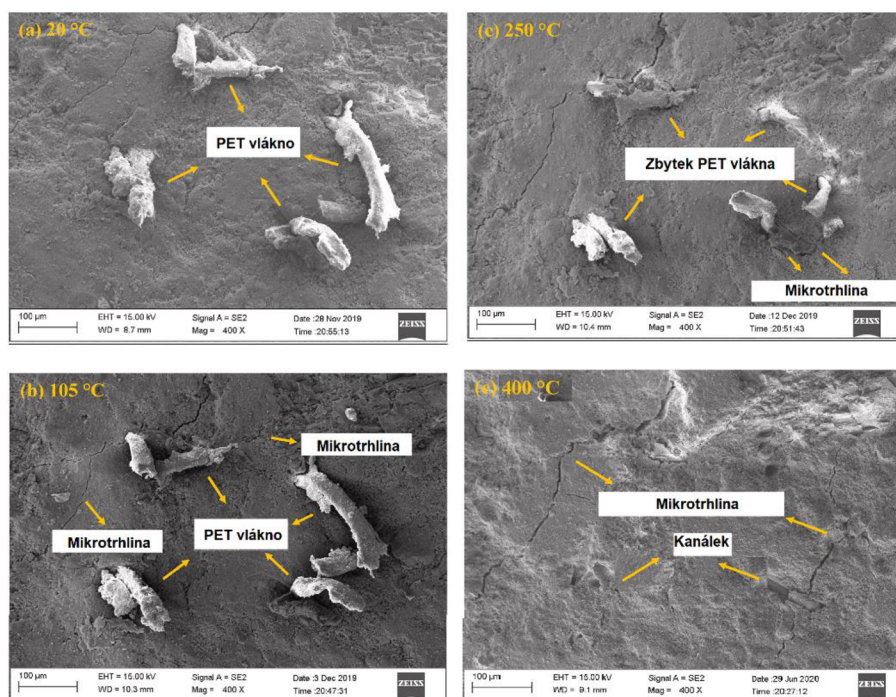 (a) 20 °C
PET vlákno
100 µm
EHT = 15.00 kV
Signal A = SE2
Date :28 Nov 2019
WD = 8.7 mm
Mag = 400 X
Time :20:55:13
ZEISS
(c) 250 °C
Zbytek PET vlákna
Mikrotrhlina
100 µm
EHT = 15.00 kV
Signal A = SE2
Date :12 Dec 2019
WD = 10.4 mm
Mag = 400 X
Time :20:51:43
ZEISS
(b) 105 °C
Mikrotrhlina
Mikrotrhlina
PET vlákno
100 µm
EHT = 15.00 kV
Signal A = SE2
Date :3 Dec 2019
WD = 10.3 mm
Mag = 400 X
Time :20:47:31
ZEISS
(e) 400 °C
Mikrotrhlina
Kanálek
100 µm
EHT = 15.00 kV
Signal A = SE2
Date :29 Jun 2020
WD = 9.1 mm
Mag = 400 X
Time :20:27:12
ZEISS